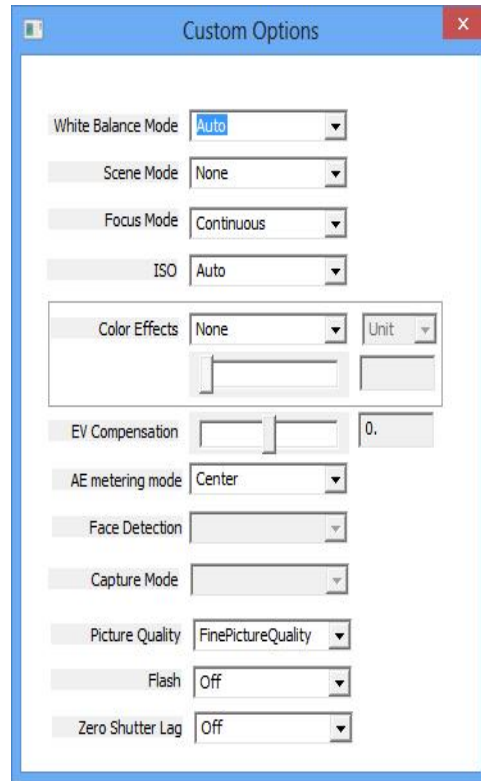 Custom Options
x
White Balance Mode Auto
Scene Mode None
Focus Mode Continuous
ISO Auto
Color Effects None Unit
EV Compensation 0.
AE metering mode Center
Face Detection
Capture Mode
Picture Quality FinePictureQuality
Flash Off
Zero Shutter Lag Off